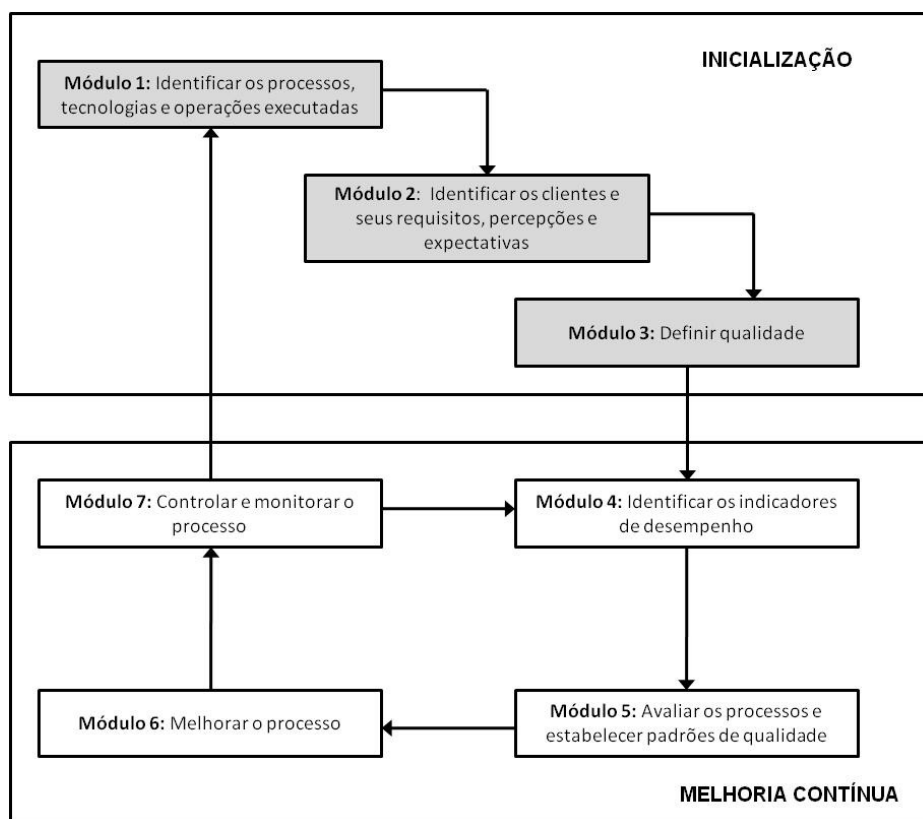 INICIALIZAÇÃO
Módulo 1: Identificar os processos,
tecnologias e operações executadas
Módulo 2:  Identificar os clientes e
seus requisitos, percepções e
expectativas
Módulo 3: Definir qualidade
Módulo 7: Controlar e monitorar o
processo
Módulo 4: Identificar os indicadores
de desempenho
Módulo 6: Melhorar o processo
Módulo 5: Avaliar os processos e
estabelecer padrões de qualidade
MELHORIA CONTÍNUA